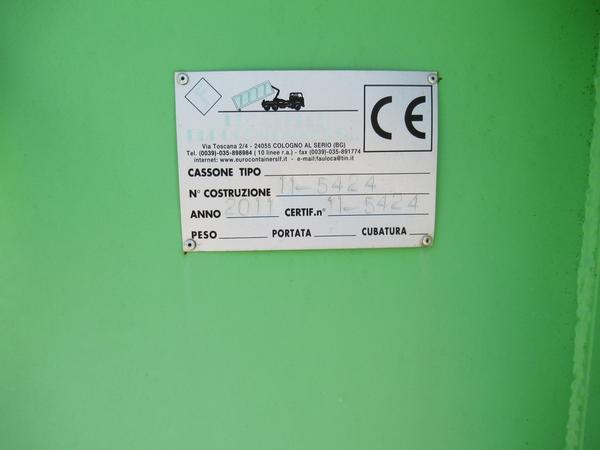 CE
Via Toscana 2/4 - 24055 COLOGNO AL SERIO (BG)
Tel. (0039)-035-898984 ( 10 linee r.a.) - fax (0039)-035-891774
internet: www.eurocontainerslf.it - e-mail: fauloca@tin.it
CASSONE TIPO
N° COSTRUZIONE 11-5424
ANNO 2011 CERTIF.n° 11-5424
PESO PORTATA CUBATURA